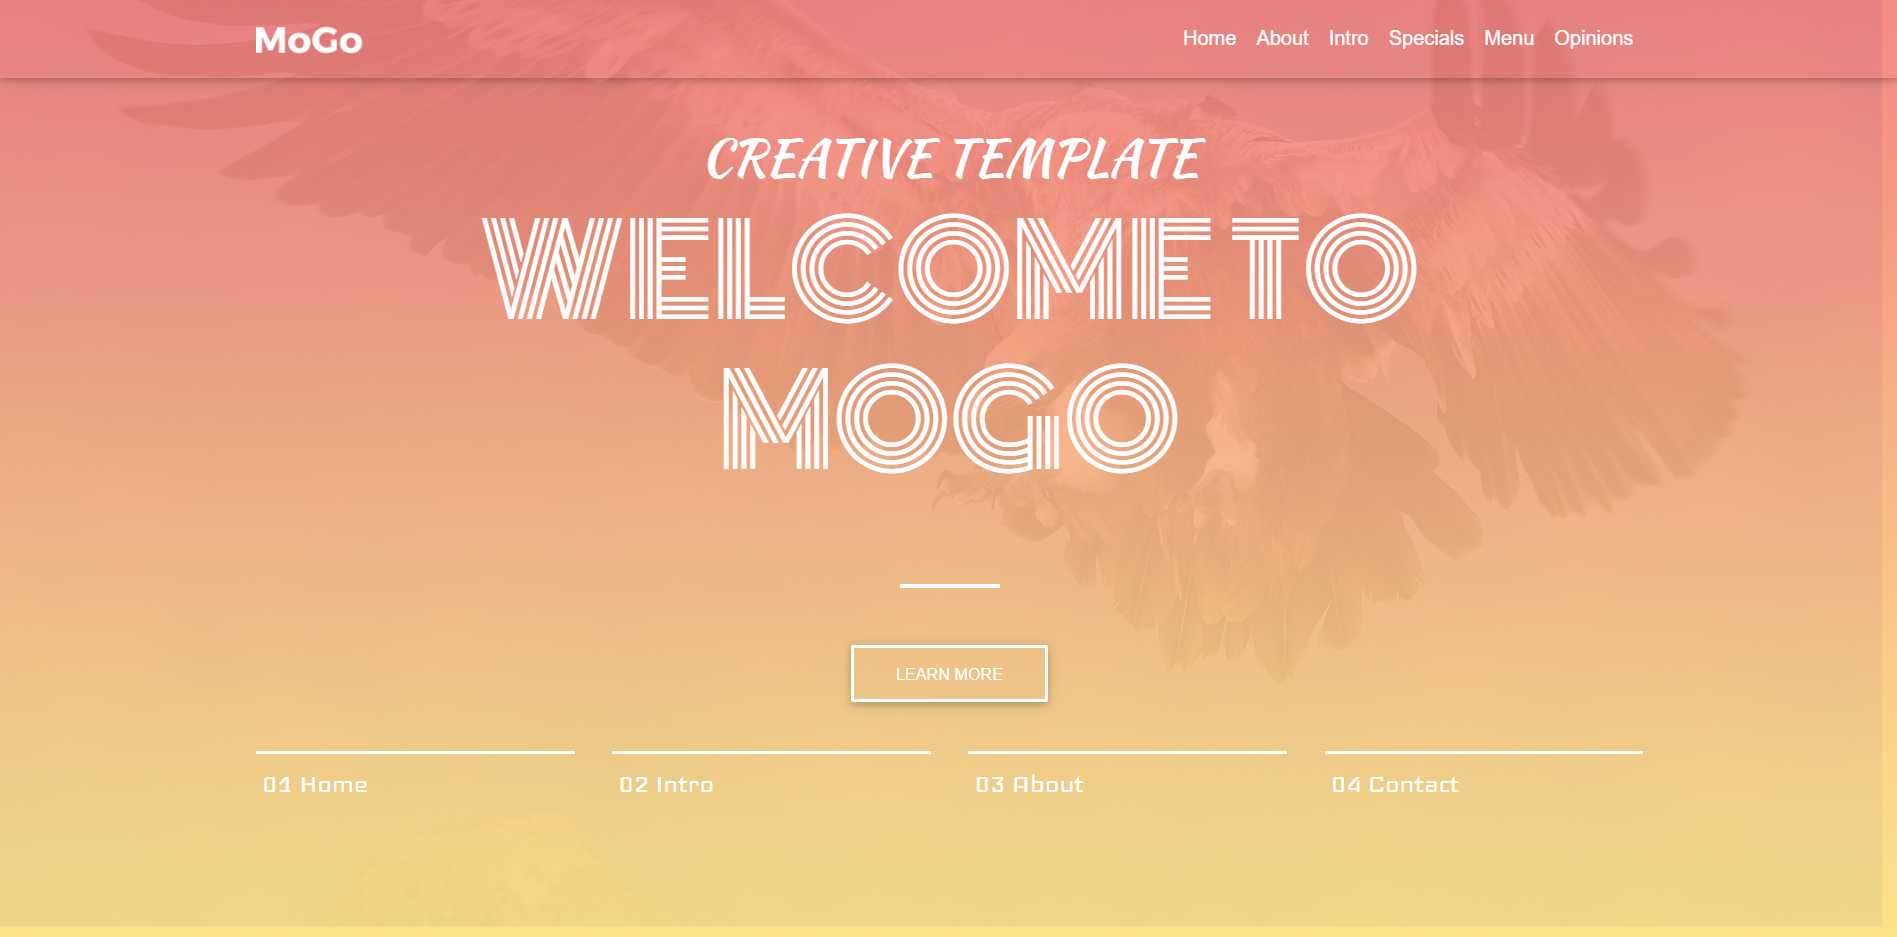 MoGo
Home About Intro Specials Menu Opinions
CREATIVE TEMPLATE
WELCOME TO
MOGO
LEARN MORE
01 Home
02 Intro
03 About
04 Contact